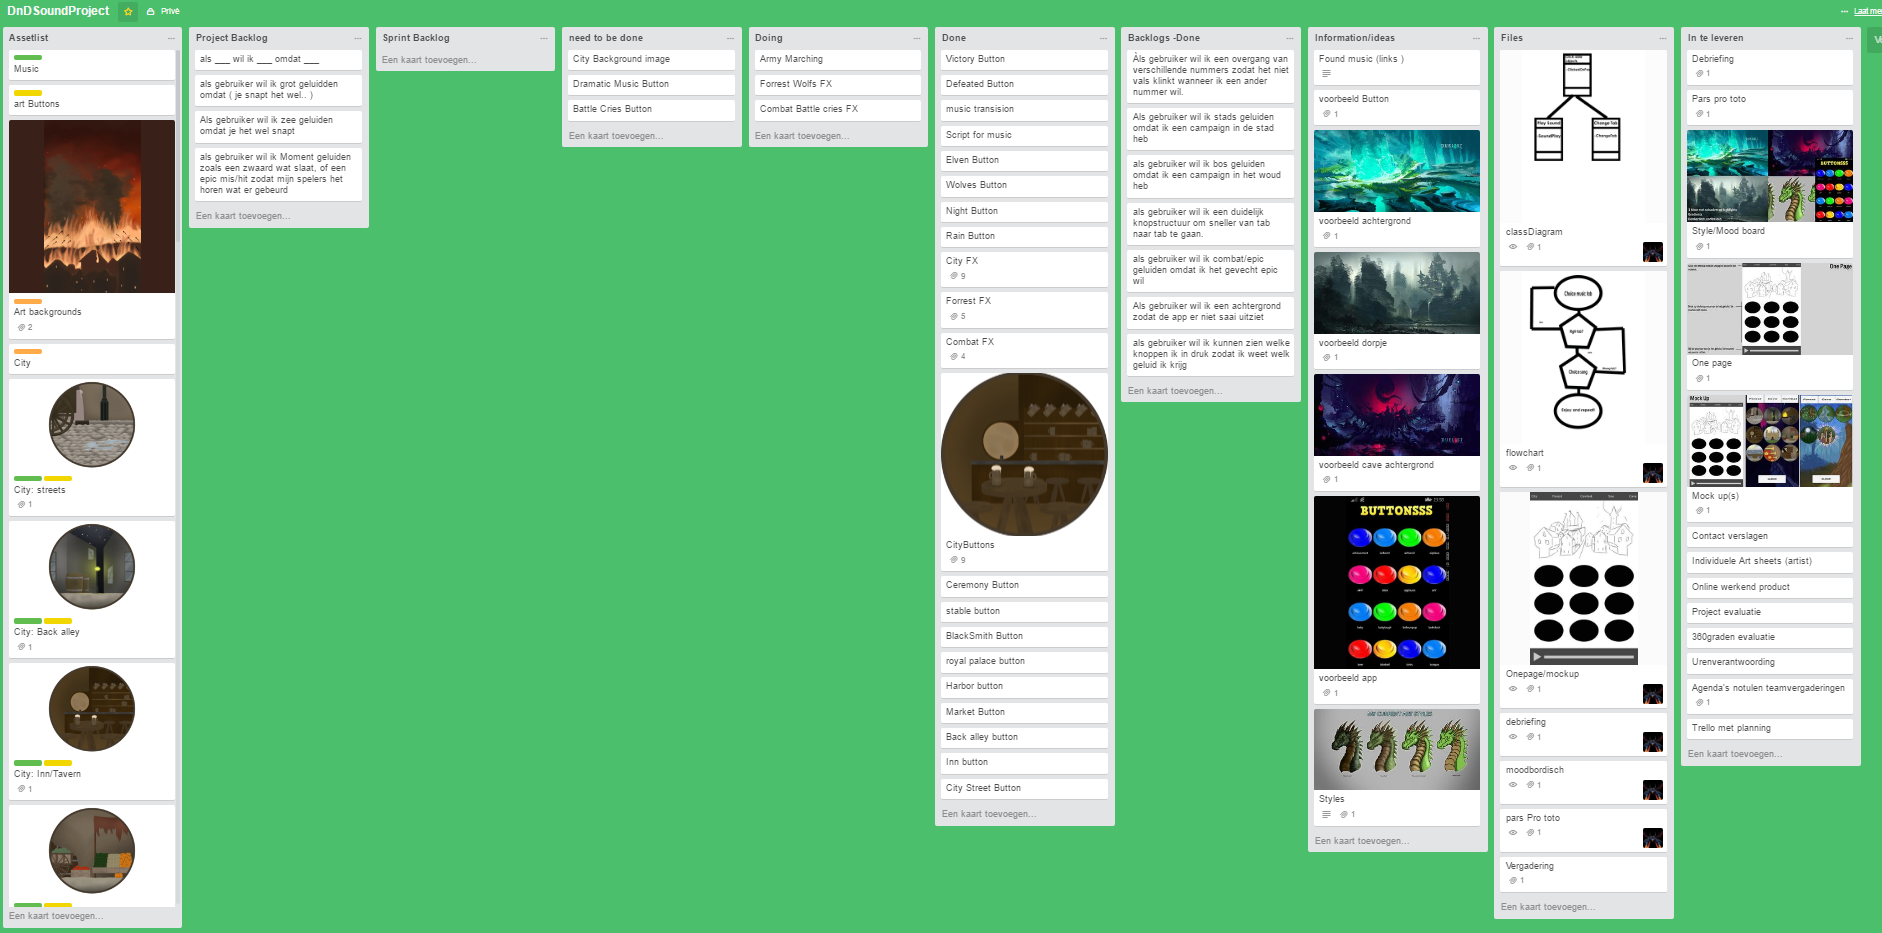 DnDSoundProject
Privé
Assetlist
Music
art Buttons
Art backgrounds
2
City
City: streets
1
City: Back alley
1
City: Inn/Tavern
1
Een kaart toevoegen...
Project Backlog
als ___ wil ik ___ omdat ___
als gebruiker wil ik grot geluidden
omdat ( je snapt het wel.. )
Als gebruiker wil ik zee geluiden
omdat je het wel snapt
als gebruiker wil ik Moment geluiden
zoals een zwaard wat slaat, of een
epic mis/hit zodat mijn spelers het
horen wat er gebeurd
Een kaart toevoegen...
Sprint Backlog
Een kaart toevoegen...
need to be done
City Background image
Dramatic Music Button
Battle Cries Button
Een kaart toevoegen...
Doing
Army Marching
Forrest Wolfs FX
Combat Battle cries FX
Een kaart toevoegen...
Done
Victory Button
Defeated Button
music transision
Script for music
Elven Button
Wolves Button
Night Button
Rain Button
City FX
9
Forrest FX
5
Combat FX
4
CityButtons
9
Ceremony Button
stable button
BlackSmith Button
royal palace button
Harbor button
Market Button
Back alley button
Inn button
City Street Button
Een kaart toevoegen...
Backlogs -Done
Àls gebruiker wil ik een overgang van
verschillende nummers zodat het niet
vals klinkt wanneer ik een ander
nummer wil.
Als gebruiker wil ik stads geluiden
omdat ik een campaign in de stad
heb
als gebruiker wil ik bos geluiden
omdat ik een campaign in het woud
heb
als gebruiker wil ik een duidelijk
knopstructuur om sneller van tab
naar tab te gaan.
als gebruiker wil ik combat/epic
geluiden omdat ik het gevecht epic
wil
Als gebruiker wil ik een achtergrond
zodat de app er niet saai uitziet
als gebruiker wil ik kunnen zien welke
knoppen ik in druk zodat ik weet welk
geluid ik krijg
Een kaart toevoegen...
Information/ideas
Found music (links )
voorbeeld Button
1
voorbeeld achtergrond
1
voorbeeld dorpje
1
voorbeeld cave achtergrond
1
BUTTONSSS
voorbeeld app
1
Styles
1
Een kaart toevoegen...
Files
Play Sound
-SoundPlay
Change Tab
-ChangeTab
classDiagram
1
Choice music tab
Choice song
Enjoy and repeat!
flowchart
1
Onepage/mockup
1
debriefing
1
moodbordisch
1
pars Pro toto
1
Vergadering
1
Een kaart toevoegen...
In te leveren
Debriefing
1
Pars pro toto
1
BUTTONSSS
Style/Mood board
1
One Page
One page
1
Mock Up
Mock up(s)
1
Contact verslagen
Individuele Art sheets (artist)
Online werkend product
Project evaluatie
360graden evaluatie
Urenverantwoording
Agenda's notulen teamvergaderingen
1
Trello met planning
Een kaart toevoegen...